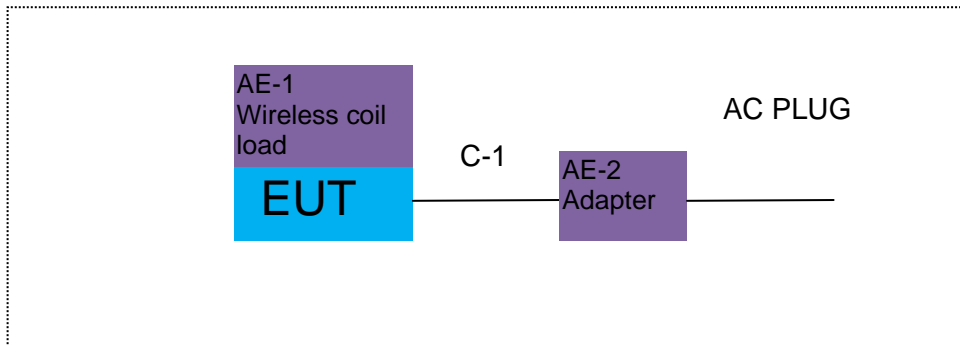 AE-1
Wireless coil
load
EUT
C-1
AE-2
Adapter
AC PLUG